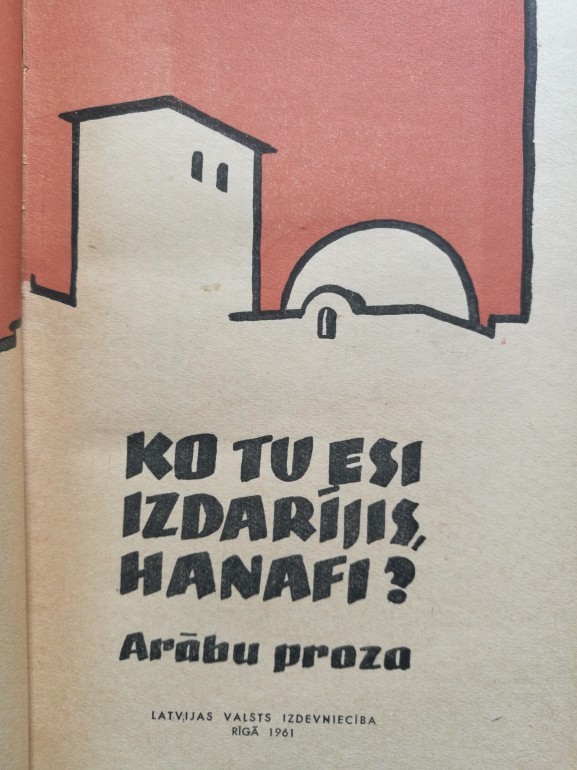 KO TU ESI
IZDARĪJIS,
HANAFI?
Arābu proza
LATVIJAS VALSTS IZDEVNIECĪBA
RĪGĀ 1961